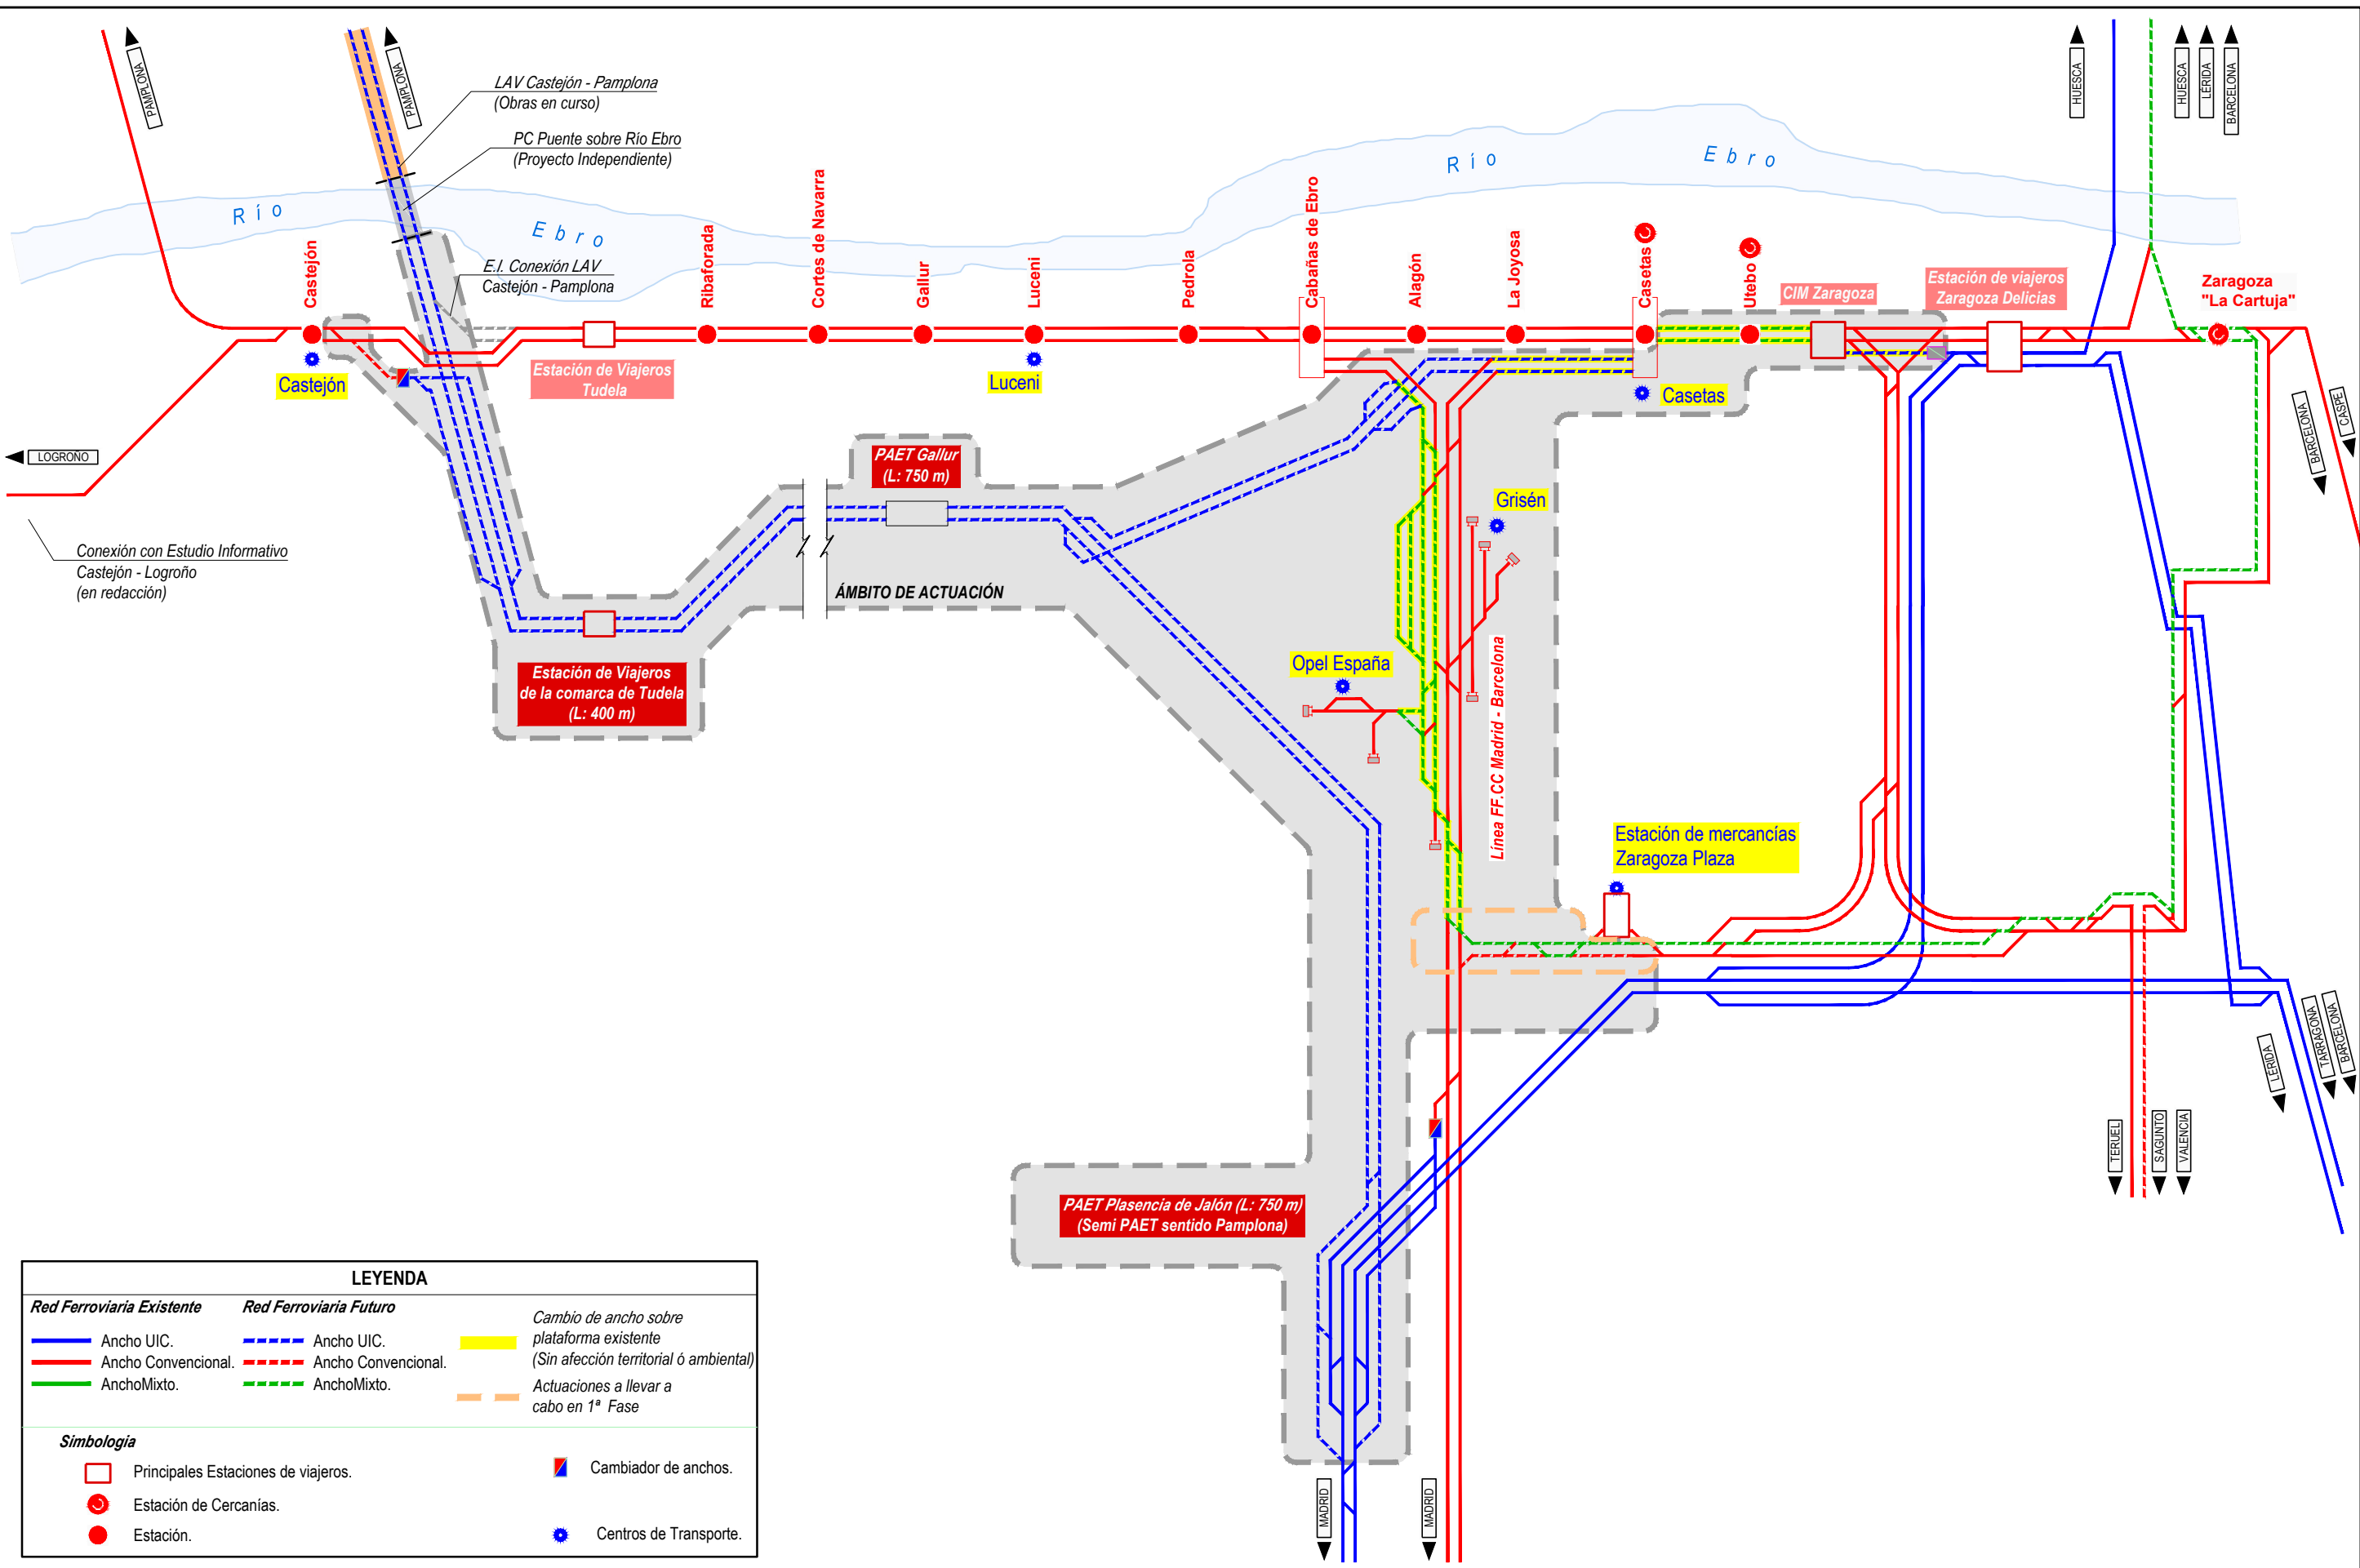 PAMPLONA
PAMPLONA
LAV Castejón - Pamplona
(Obras en curso)
PC Puente sobre Río Ebro
(Proyecto Independiente)
HUESCA
HUESCA
LÉRIDA
BARCELONA
Río
Ebro
Río
Ebro
E.I. Conexión LAV
Castejón - Pamplona
Castejón
Ribaforada
Cortes de Navarra
Gallur
Luceni
Pedrola
Cabañas de Ebro
Alagón
La Joyosa
Casetas
Utebo
CIM Zaragoza
Estación de viajeros
Zaragoza Delicias
Zaragoza
"La Cartuja"
Castejón
Estación de Viajeros
Tudela
Luceni
Casetas
BARCELONA
CASPE
LOGROÑO
PAET Gallur
(L: 750 m)
Grisén
Conexión con Estudio Informativo
Castejón - Logroño
(en redacción)
ÁMBITO DE ACTUACIÓN
Estación de Viajeros
de la comarca de Tudela
(L: 400 m)
Opel España
Línea FF.CC Madrid - Barcelona
Estación de mercancías
Zaragoza Plaza
LÉRIDA
TARRAGONA
BARCELONA
TERUEL
SAGUNTO
VALENCIA
PAET Plasencia de Jalón (L: 750 m)
(Semi PAET sentido Pamplona)
MADRID
MADRID
LEYENDA
Red Ferroviaria Existente
Ancho UIC.
Ancho Convencional.
AnchoMixto.
Red Ferroviaria Futuro
Ancho UIC.
Ancho Convencional.
AnchoMixto.
Cambio de ancho sobre
plataforma existente
(Sin afección territorial ó ambiental)
Actuaciones a llevar a
cabo en 1ª Fase
Simbologia
Principales Estaciones de viajeros.
Estación de Cercanías.
Estación.
Cambiador de anchos.
Centros de Transporte.